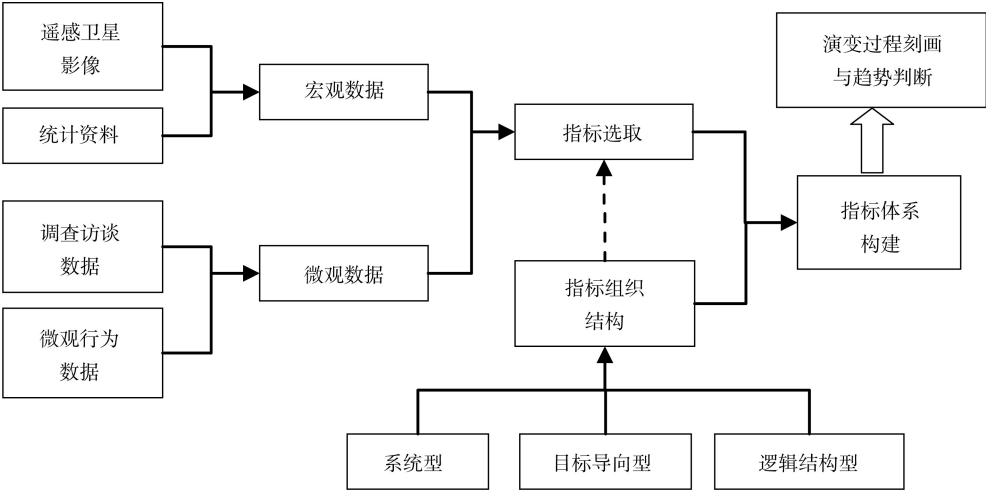 遥感卫星
影像
统计资料
宏观数据
调查访谈
数据
微观行为
数据
微观数据
指标选取
指标组织
结构
系统型
目标导向型
逻辑结构型
指标体系
构建
演变过程刻画
与趋势判断